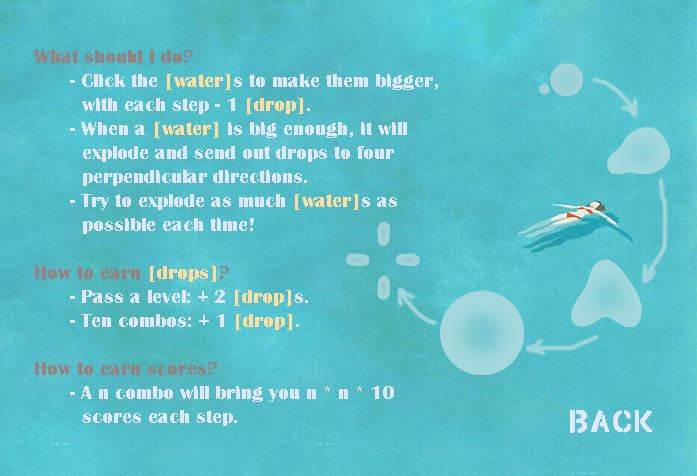 What should I do?
- Click the [water]s to make them bigger,
with each step - 1 [drop].
- When a [water] is big enough, it will
explode and send out drops to four
perpendicular directions.
- Try to explode as much [water]s as
possible each time!
How to earn [drops]?
- Pass a level: + 2 [drop]s.
- Ten combos: + 1 [drop].
How to earn scores?
- A n combo will bring you n * n * 10
scores each step.
BACK